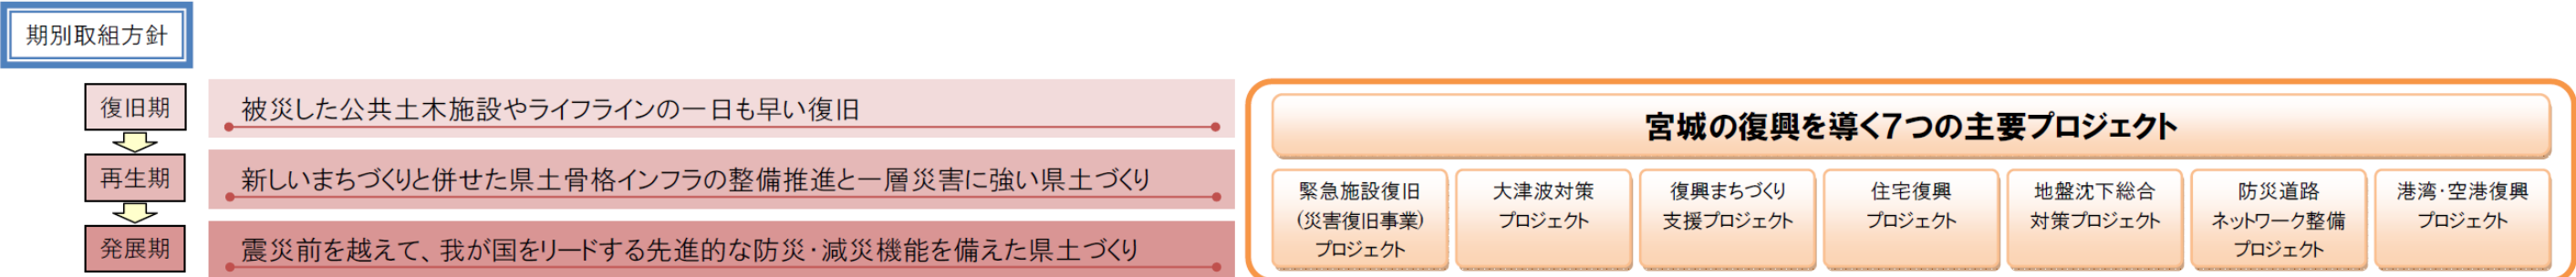 期別取組方針
復旧期
被災した公共土木施設やライフラインの一日も早い復旧
再生期
新しいまちづくりと併せた県土骨格インフラの整備推進と一層災害に強い県土づくり
発展期
震災前を越えて、我が国をリードする先進的な防災・減災機能を備えた県土づくり
宮城の復興を導く7つの主要プロジェクト
緊急施設復旧
(災害復旧事業)
プロジェクト
大津波対策
プロジェクト
復興まちづくり
支援プロジェクト
住宅復興
プロジェクト
地盤沈下総合
対策プロジェクト
防災道路
ネットワーク整備
プロジェクト
港湾・空港復興
プロジェクト